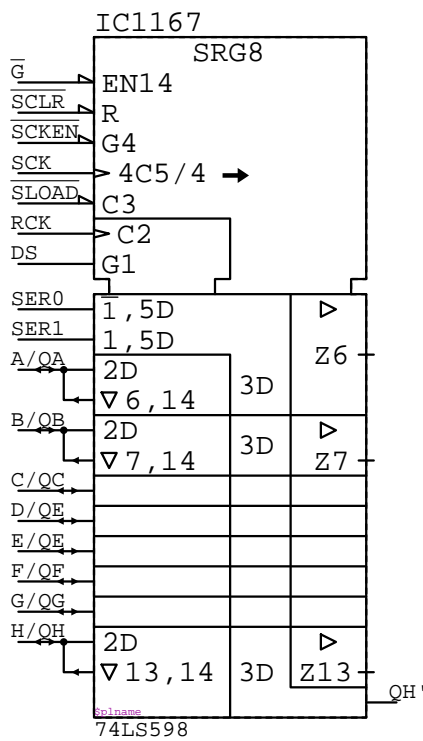 IC1167
SRG8
G
EN14
SCLR
R
SCKEN
G4
SCK
4C5/4
SLOAD
C3
RCK
C2
DS
G1
SER0
1,5D
SER1
1,5D
Z6
A/QA
2D
3D
6,14
B/QB
2D
3D
7,14
Z7
C/QC
D/QE
E/QE
F/QF
G/QG
H/QH
2D
13,14
3D
Z13
QH'
$plname
74LS598